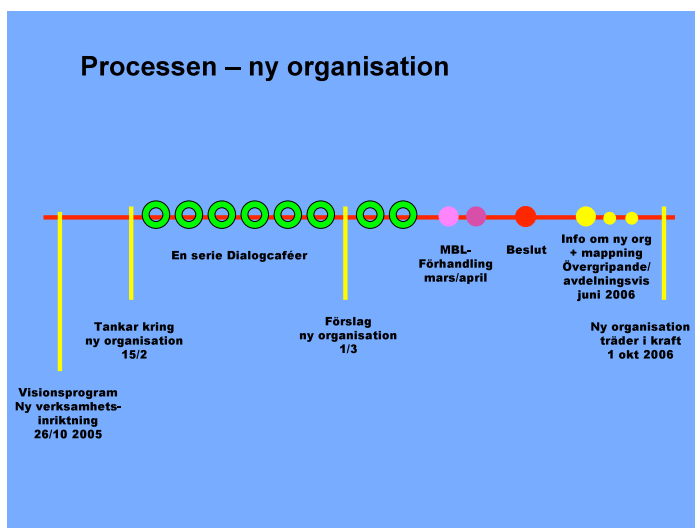 Processen – ny organisation
En serie Dialogcaféer
MBL-
Förhandling
mars/april
Beslut
Info om ny org
+ mappning
Övergripande/
avdelningsvis
juni 2006
Tankar kring
ny organisation
15/2
Förslag
ny organisation
1/3
Ny organisation
träder i kraft
1 okt 2006
Visionsprogram
Ny verksamhets-
inriktning
26/10 2005